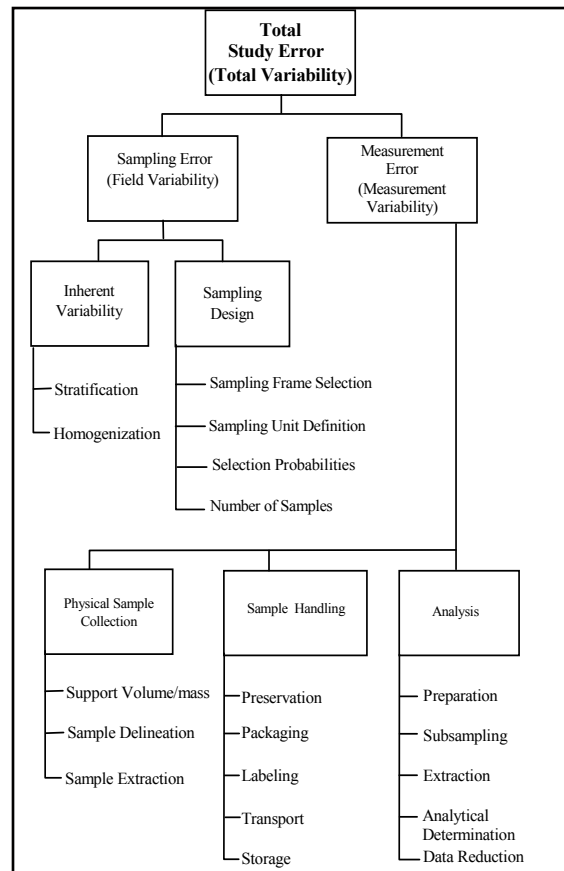 Total
Study Error
(Total Variability)
Sampling Error
(Field Variability)
Measurement
Error
(Measurement
Variability)
Inherent
Variability
Sampling
Design
Stratification
Homogenization
Sampling Frame Selection
Sampling Unit Definition
Selection Probabilities
Number of Samples
Physical Sample
Collection
Sample Handling
Analysis
Support Volume/mass
Sample Delineation
Sample Extraction
Preservation
Packaging
Labeling
Transport
Storage
Preparation
Subsampling
Extraction
Analytical
Determination
Data Reduction